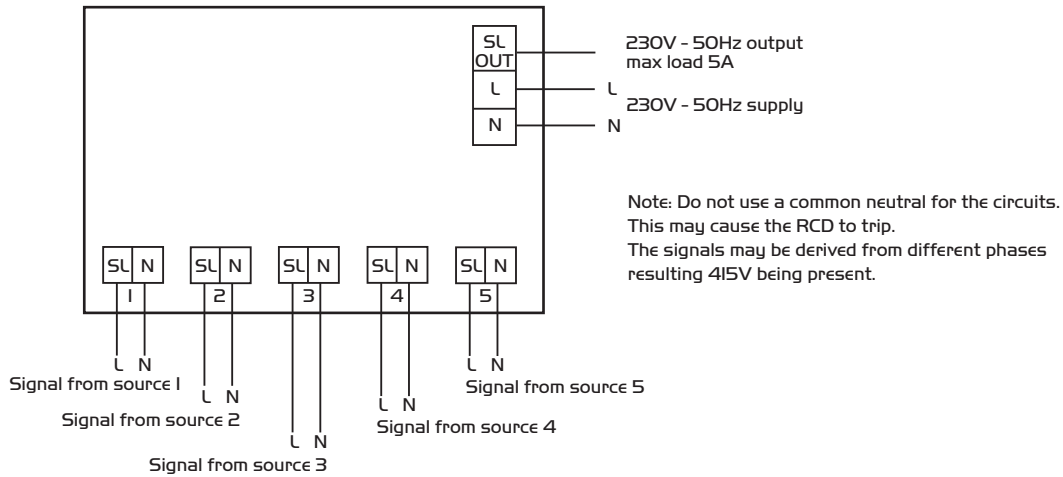 SL
OUT
230V - 50Hz output
max load 5A
L
L
230V - 50Hz supply
N
N
Note: Do not use a common neutral for the circuits.
This may cause the RCD to trip.
The signals may be derived from different phases
resulting 415V being present.
SL N
SL N
SL N
SL N
SL N
1
2
3
4
5
L N
Signal from source 1
L N
Signal from source 2
L N
Signal from source 3
L N
Signal from source 4
L N
Signal from source 5